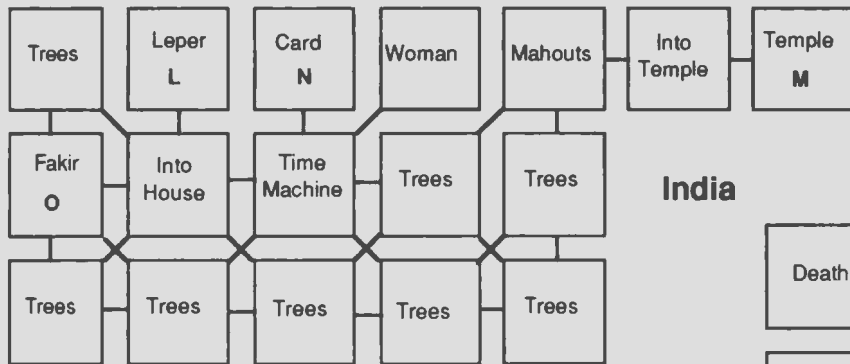 Trees
Leper
L
Card
N
Woman
Mahouts
Into
Temple
Temple
M
Fakir
O
Into
House
Time
Machine
Trees
Trees
India
Trees
Trees
Trees
Trees
Trees
Death